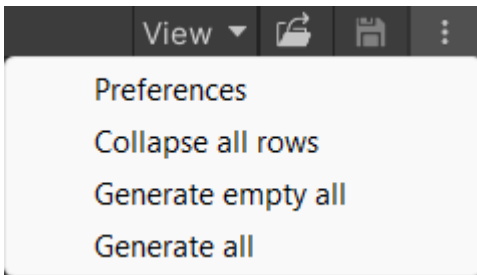 View
Preferences
Collapse all rows
Generate empty all
Generate all